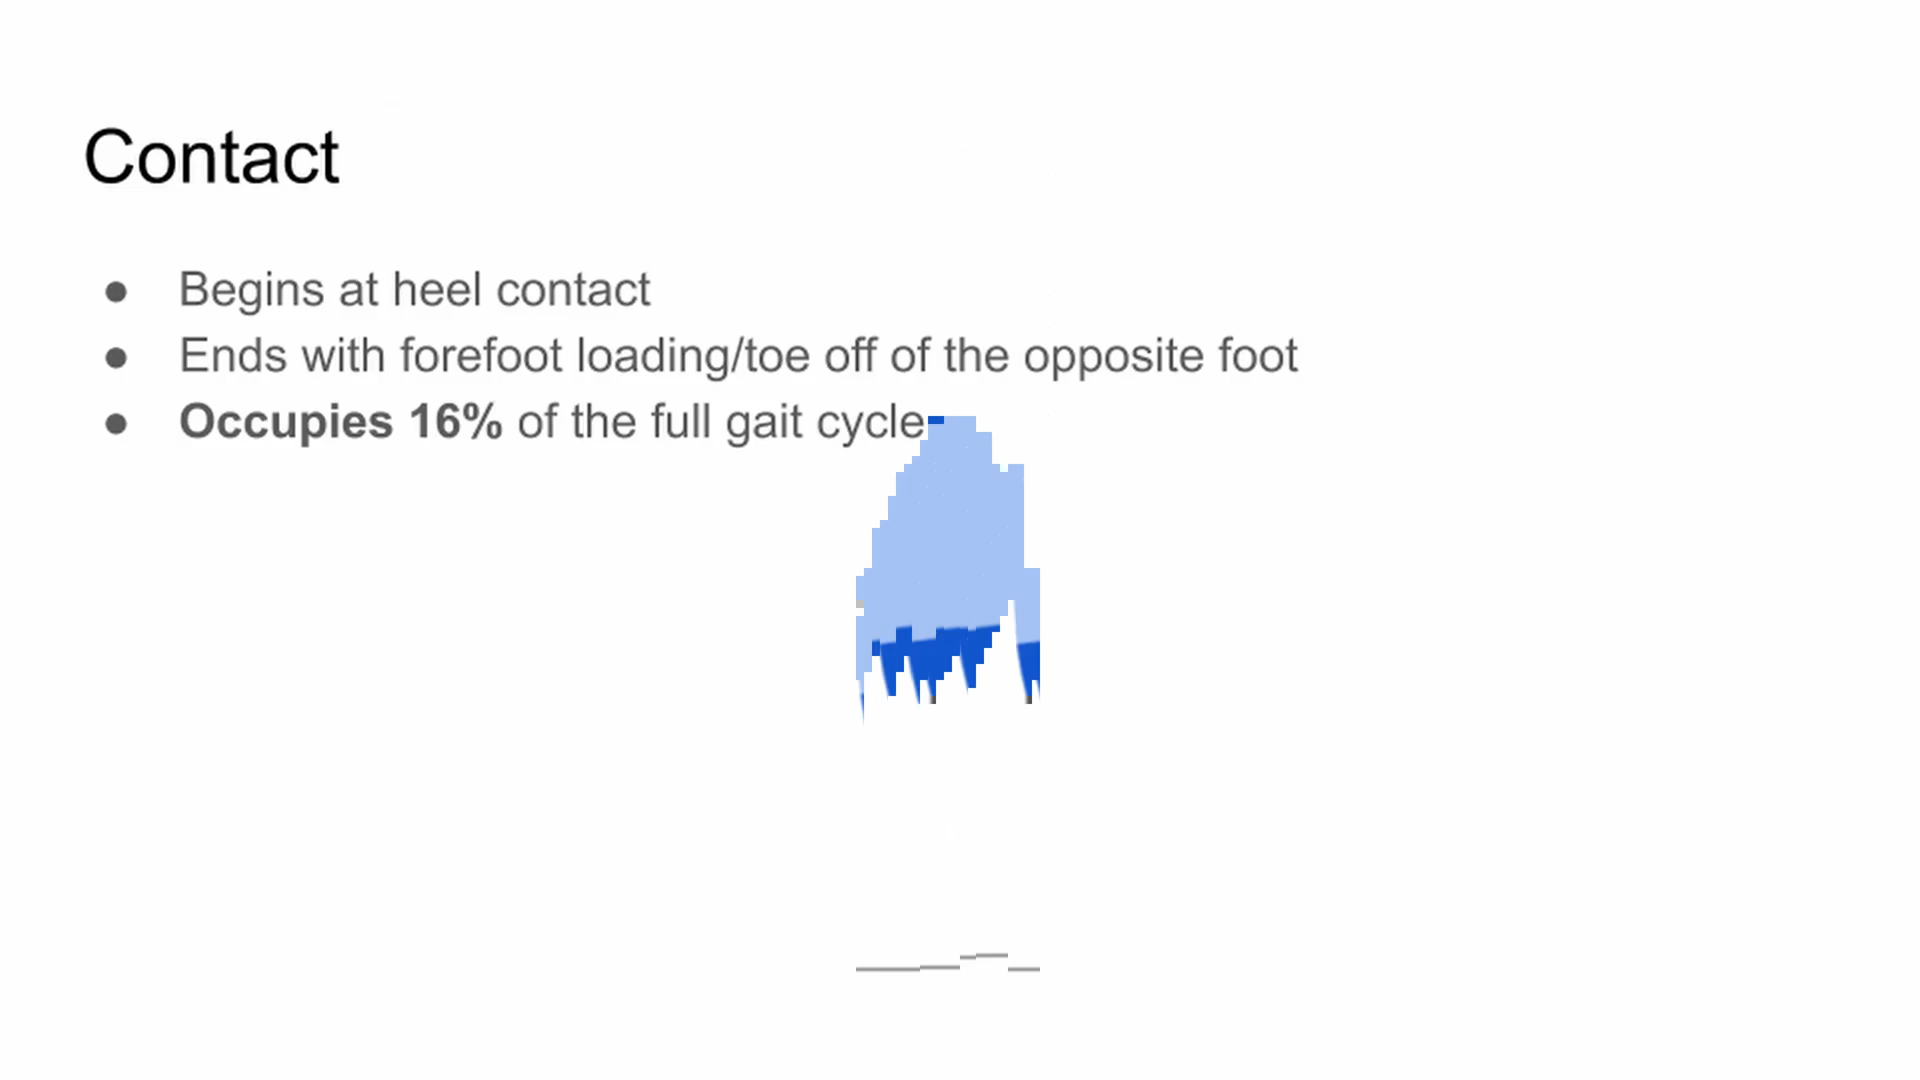 Contact
● Begins at heel contact
● Ends with forefoot loading/toe off of the opposite foot
● Occupies 16% of the full gait cycle